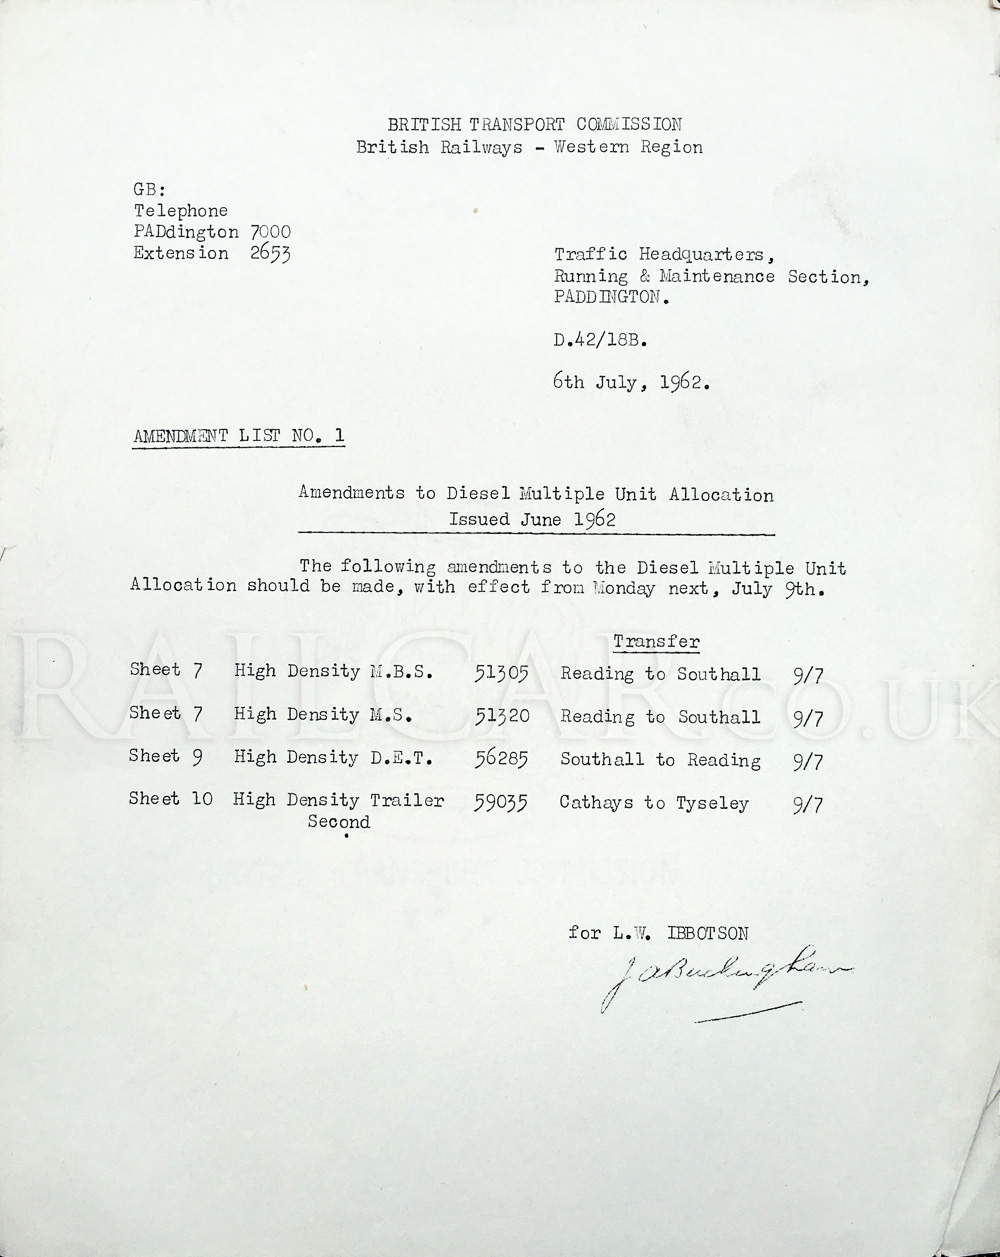 BRITISH TRANSPORT COMMISSION
British Railways - Western Region
GB:
Telephone
PADdington 7000
Extension 2653
Traffic Headquarters,
Running & Maintenance Section,
PADDINGTON.
D.42/18B.
6th July, 1962.
AMENDMENT LIST NO. 1
Amendments to Diesel Multiple Unit Allocation
Issued June 1962
The following amendments to the Diesel Multiple Unit
Allocation should be made, with effect from Monday next, July 9th.
Transfer
Sheet 7 High Density M.B.S. 51305 Reading to Southall 9/7
Sheet 7 High Density M.S. 51320 Reading to Southall 9/7
Sheet 9 High Density D.E.T. 56285 Southall to Reading 9/7
Sheet 10 High Density Trailer 59035 Cathays to Tyseley 9/7
Second
for L.W. IBBOTSON
J A Buckingham
RAILCAR.CO.UK